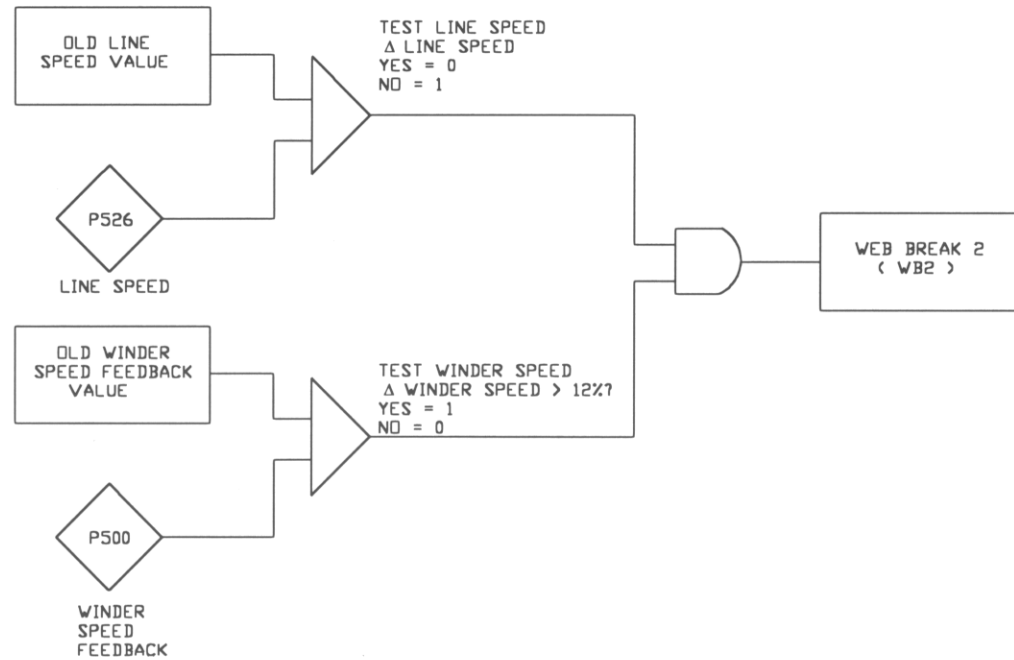 OLD LINE
SPEED VALUE
TEST LINE SPEED
Δ LINE SPEED
YES = 0
NO = 1
P526
LINE SPEED
WEB BREAK 2
( WB2 )
OLD WINDER
SPEED FEEDBACK
VALUE
TEST WINDER SPEED
Δ WINDER SPEED > 12%?
YES = 1
NO = 0
P500
WINDER
SPEED
FEEDBACK